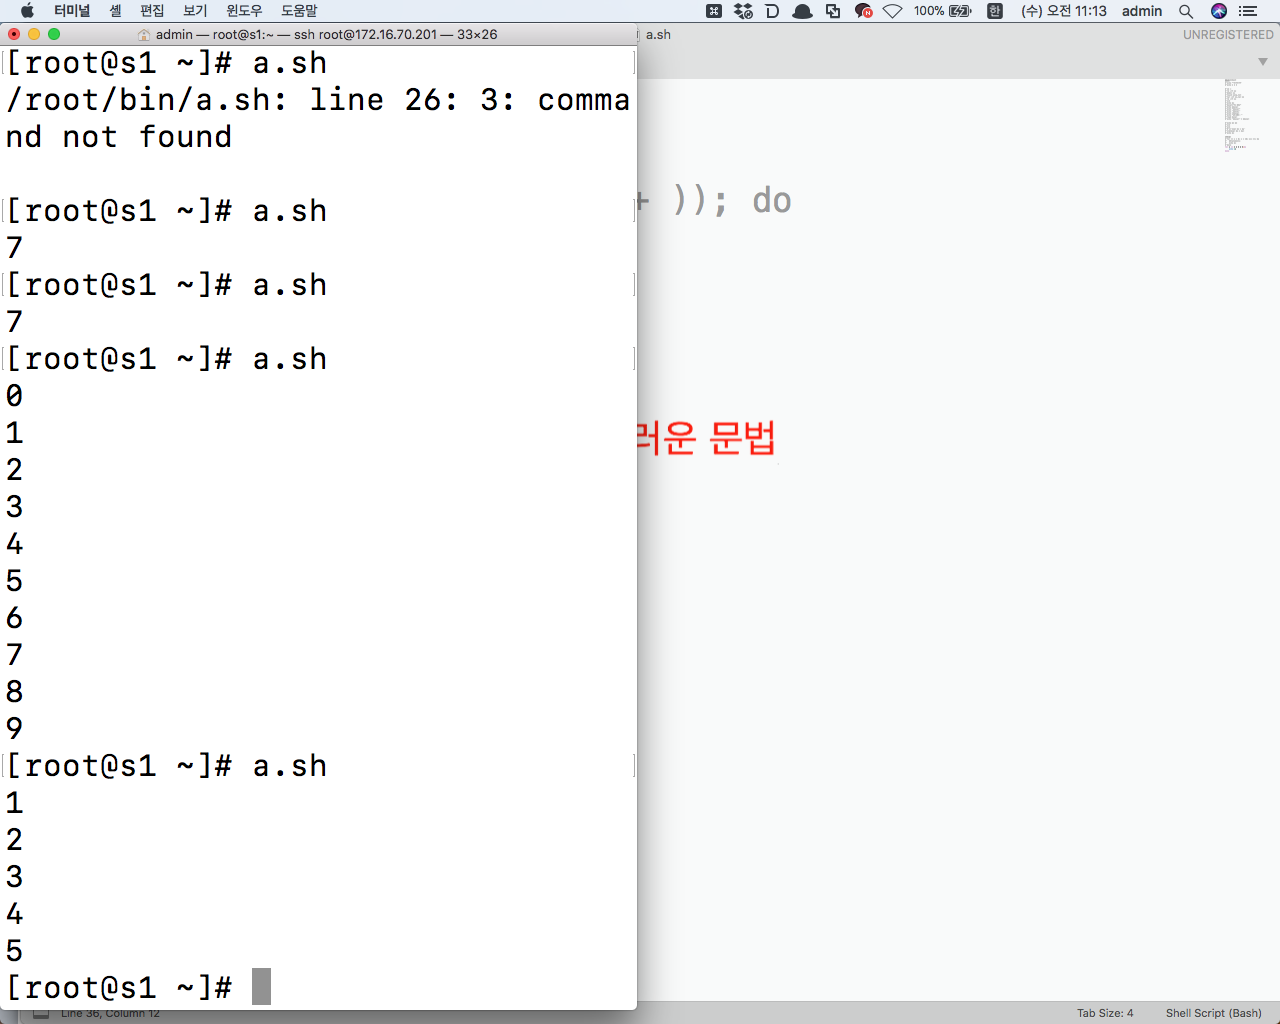 터미널 셸 편집 보기 윈도우 도움말 100% 한 (수) 오전 11:13 admin
admin — root@s1:~ — ssh root@172.16.70.201 — 33×26
a.sh
UNREGISTERED
[root@s1 ~]# a.sh
/root/bin/a.sh: line 26: 3: comma
nd not found
[root@s1 ~]# a.sh
7
[root@s1 ~]# a.sh
7
[root@s1 ~]# a.sh
0
1
2
3
4
5
6
7
8
9
[root@s1 ~]# a.sh
1
2
3
4
5
[root@s1 ~]#
+ )); do
러운 문법
Line 36, Column 12
Tab Size: 4
Shell Script (Bash)